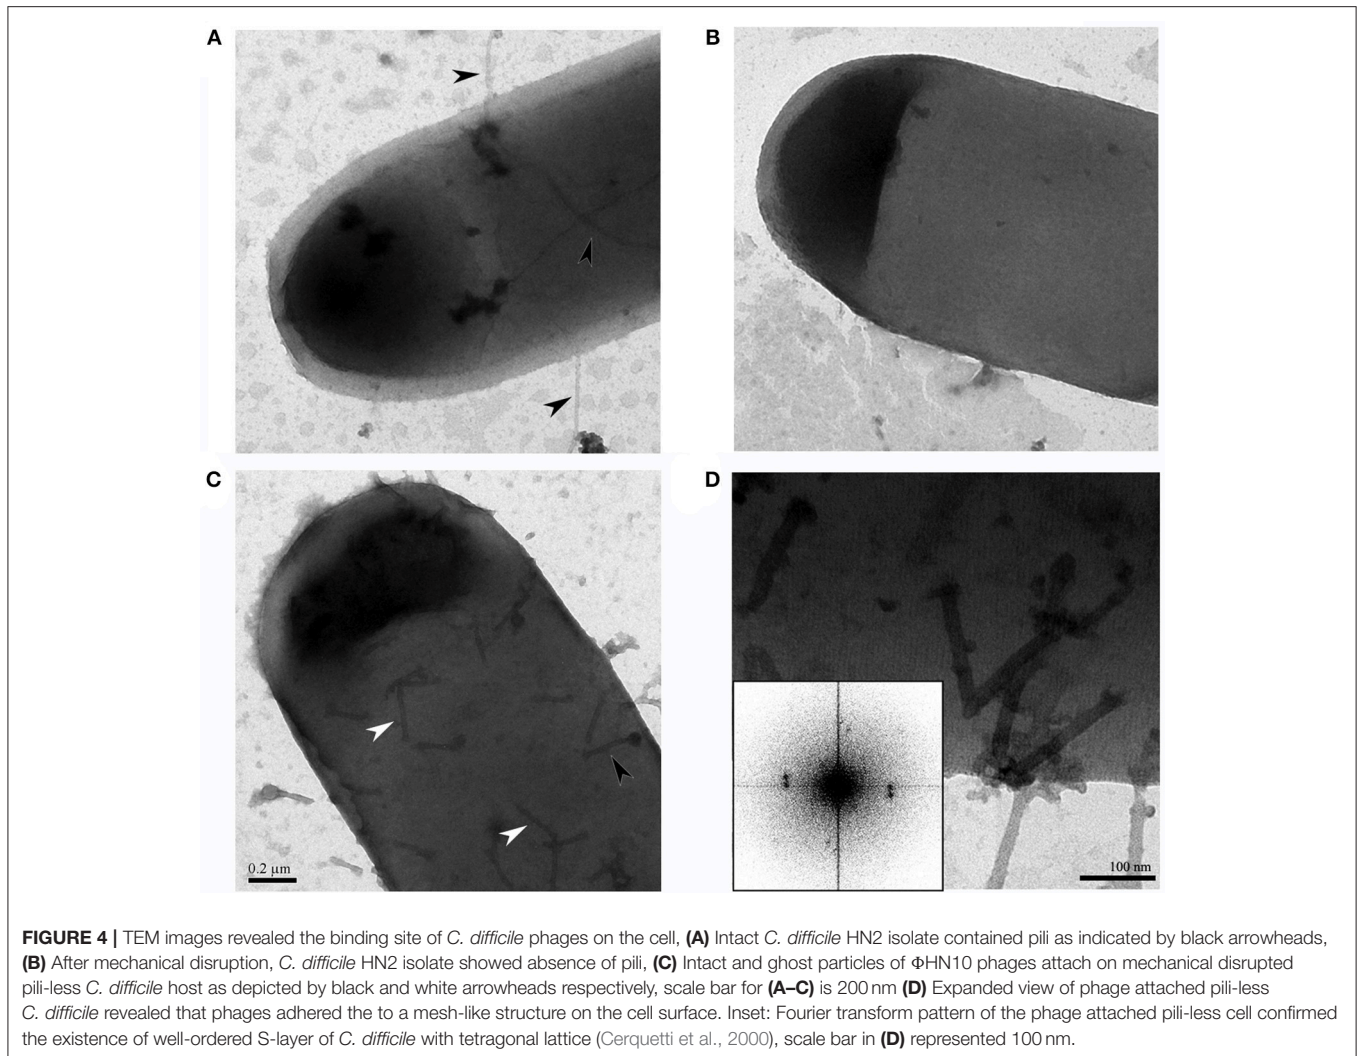 A
B
C
D
0.2 µm
100 nm
FIGURE 4 | TEM images revealed the binding site of C. difficile phages on the cell, (A) Intact C. difficile HN2 isolate contained pili as indicated by black arrowheads,
(B) After mechanical disruption, C. difficile HN2 isolate showed absence of pili, (C) Intact and ghost particles of ΦHN10 phages attach on mechanical disrupted
pili-less C. difficile host as depicted by black and white arrowheads respectively, scale bar for (A–C) is 200 nm (D) Expanded view of phage attached pili-less
C. difficile revealed that phages adhered the to a mesh-like structure on the cell surface. Inset: Fourier transform pattern of the phage attached pili-less cell confirmed
the existence of well-ordered S-layer of C. difficile with tetragonal lattice (Cerquetti et al., 2000), scale bar in (D) represented 100 nm.